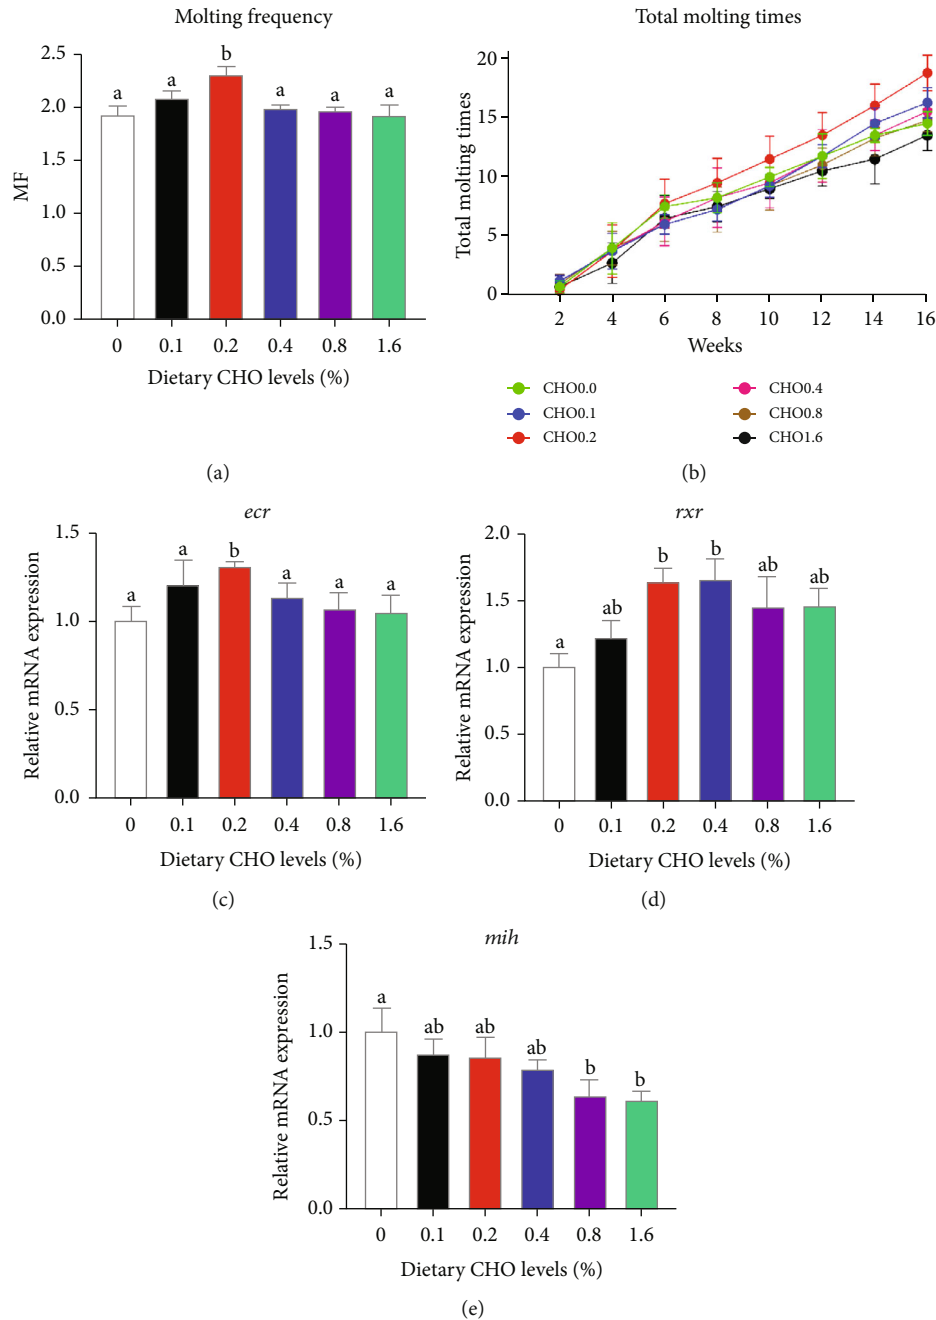 Molting frequency
MF
2.5
2.0
1.5
1.0
0.5
0.0
a a b a a a
0 0.1 0.2 0.4 0.8 1.6
Dietary CHO levels (%)
(a)
Total molting times
Total molting times
20
15
10
5
0
2 4 6 8 10 12 14 16
Weeks
CHO0.0
CHO0.1
CHO0.2
CHO0.4
CHO0.8
CHO1.6
(b)
ecr
Relative mRNA expression
1.5
1.0
0.5
0.0
a a b a a a
0 0.1 0.2 0.4 0.8 1.6
Dietary CHO levels (%)
(c)
rxr
Relative mRNA expression
2.0
1.5
1.0
0.5
0.0
a ab b b ab ab
0 0.1 0.2 0.4 0.8 1.6
Dietary CHO levels (%)
(d)
mih
Relative mRNA expression
1.5
1.0
0.5
0.0
a ab ab ab b b
0 0.1 0.2 0.4 0.8 1.6
Dietary CHO levels (%)
(e)